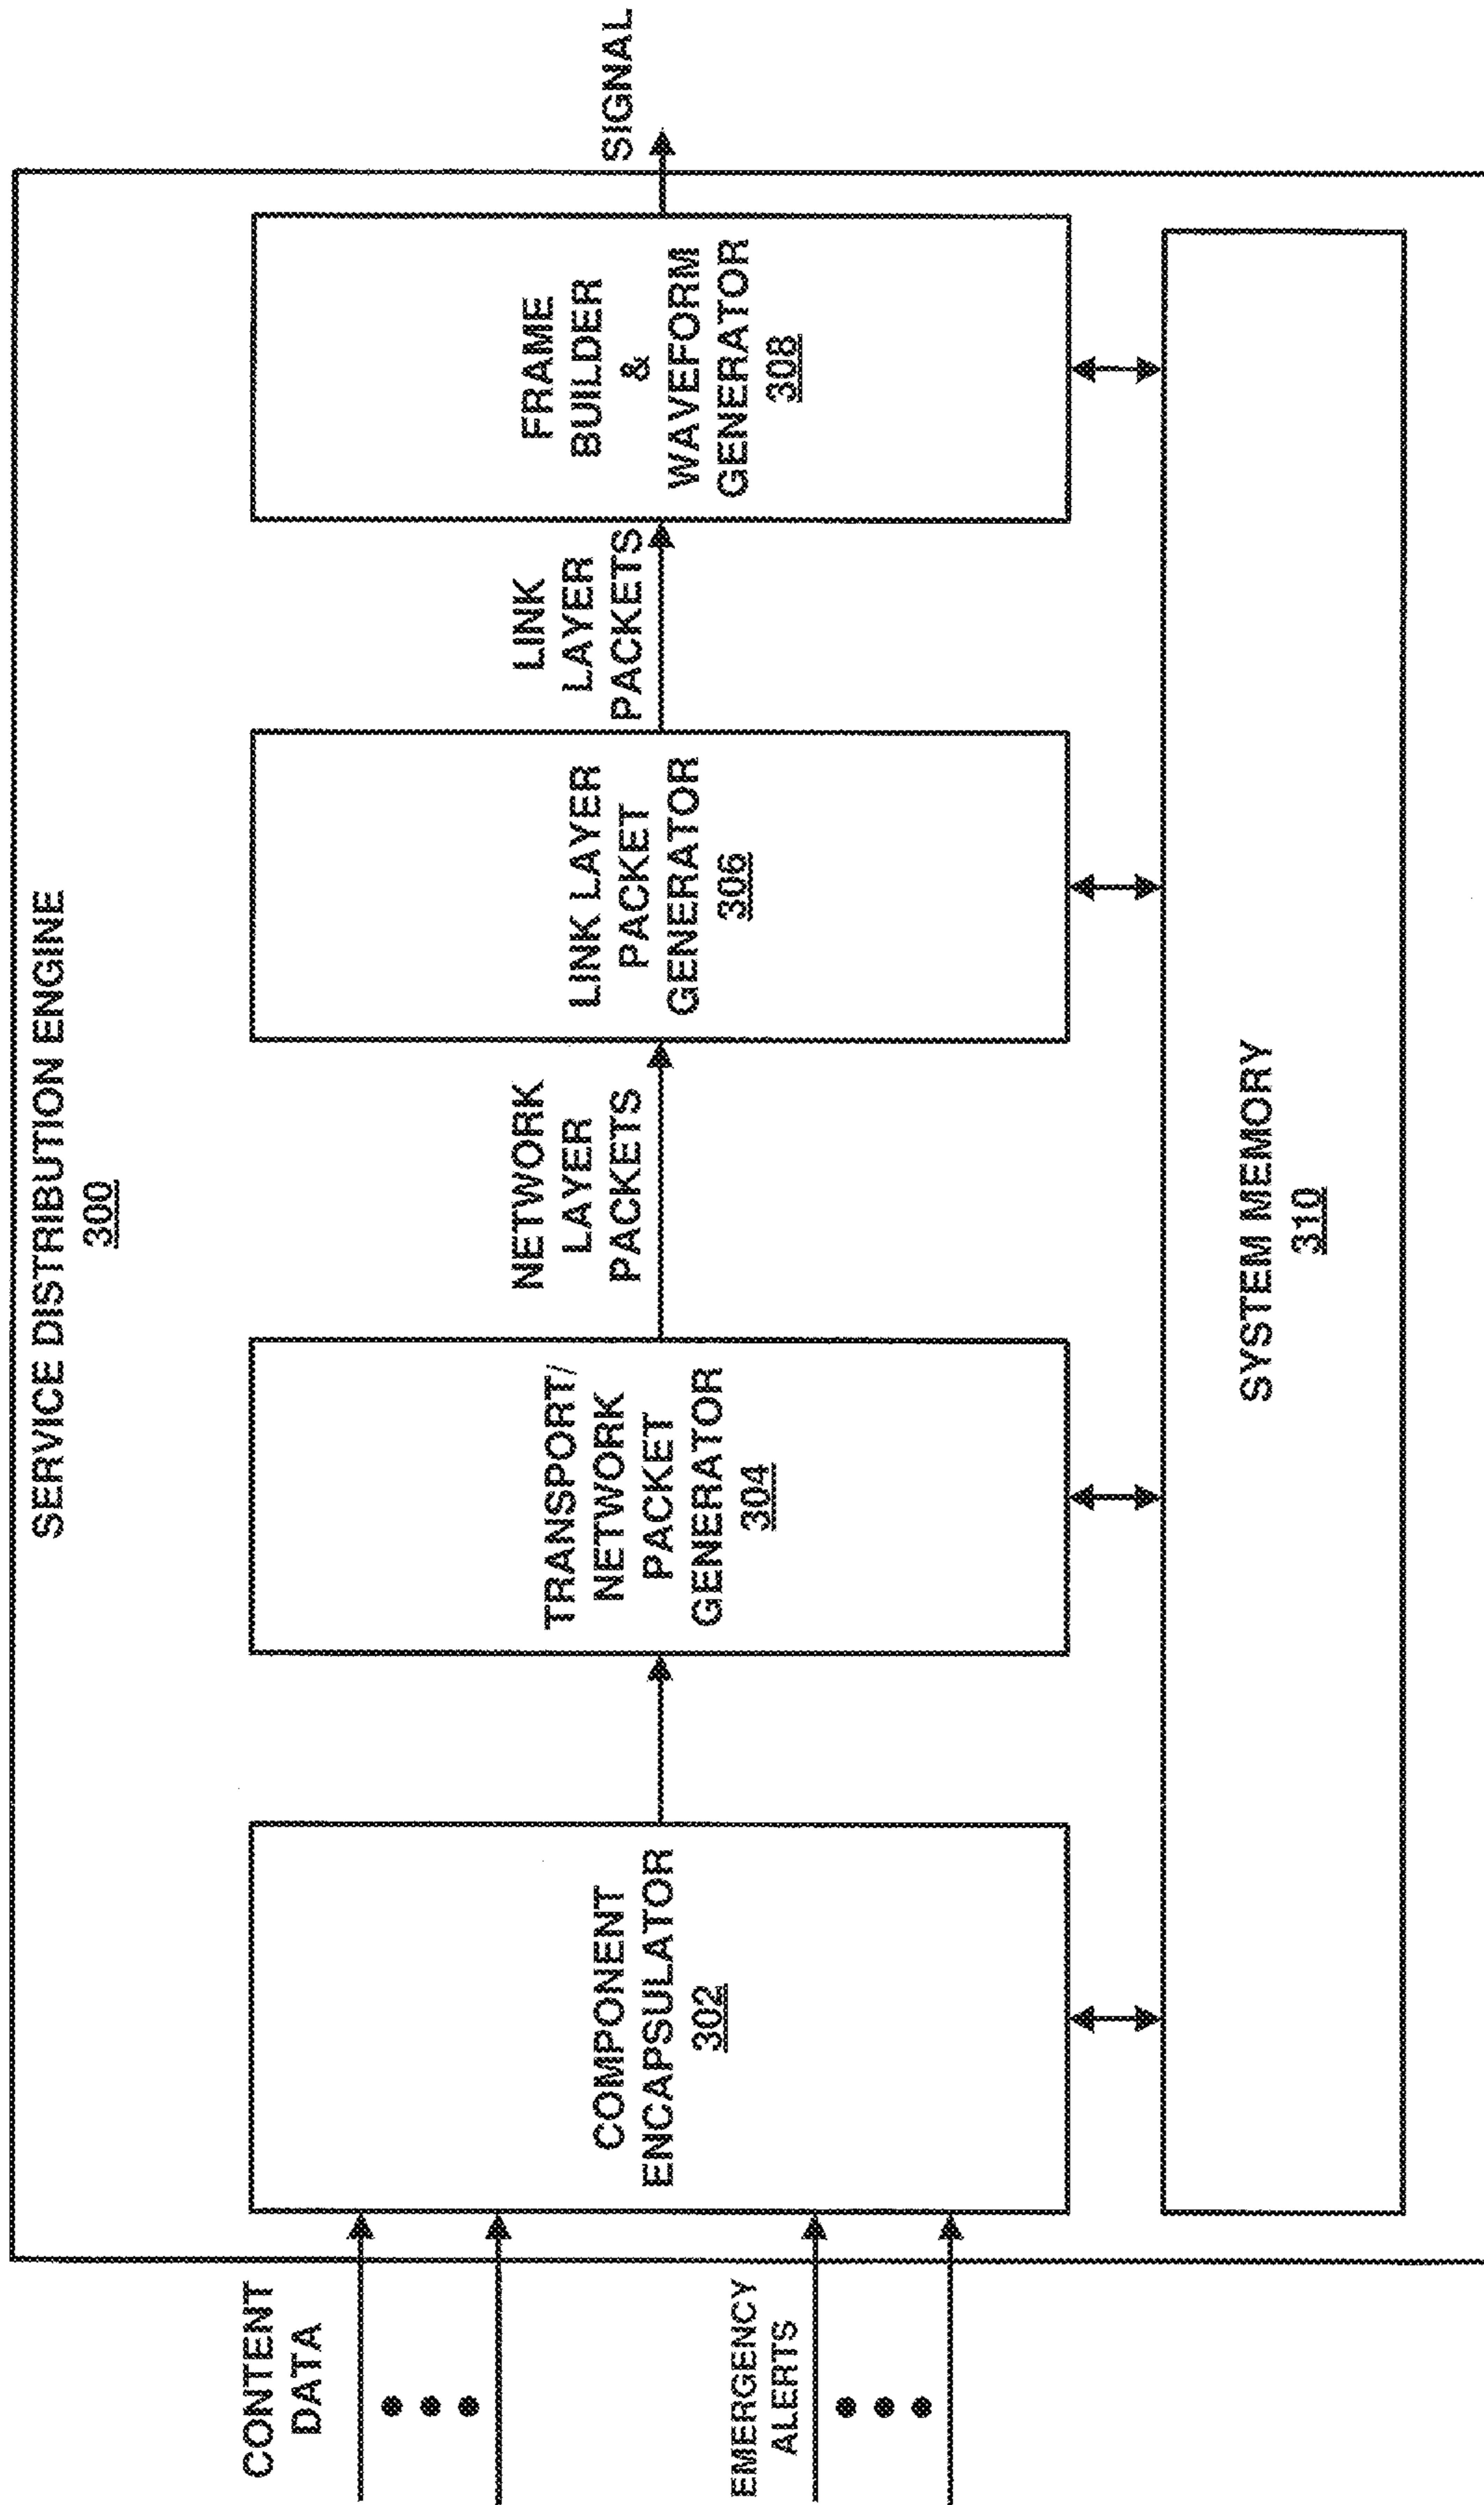 SERVICE DISTRIBUTION ENGINE
300
CONTENT
DATA
EMERGENCY
ALERTS
COMPONENT
ENCAPSULATOR
302
TRANSPORT/
NETWORK
PACKET
GENERATOR
304
NETWORK
LAYER
PACKETS
LINK LAYER
PACKET
GENERATOR
306
LINK
LAYER
PACKETS
FRAME
BUILDER
&
WAVEFORM
GENERATOR
308
SIGNAL
SYSTEM MEMORY
310